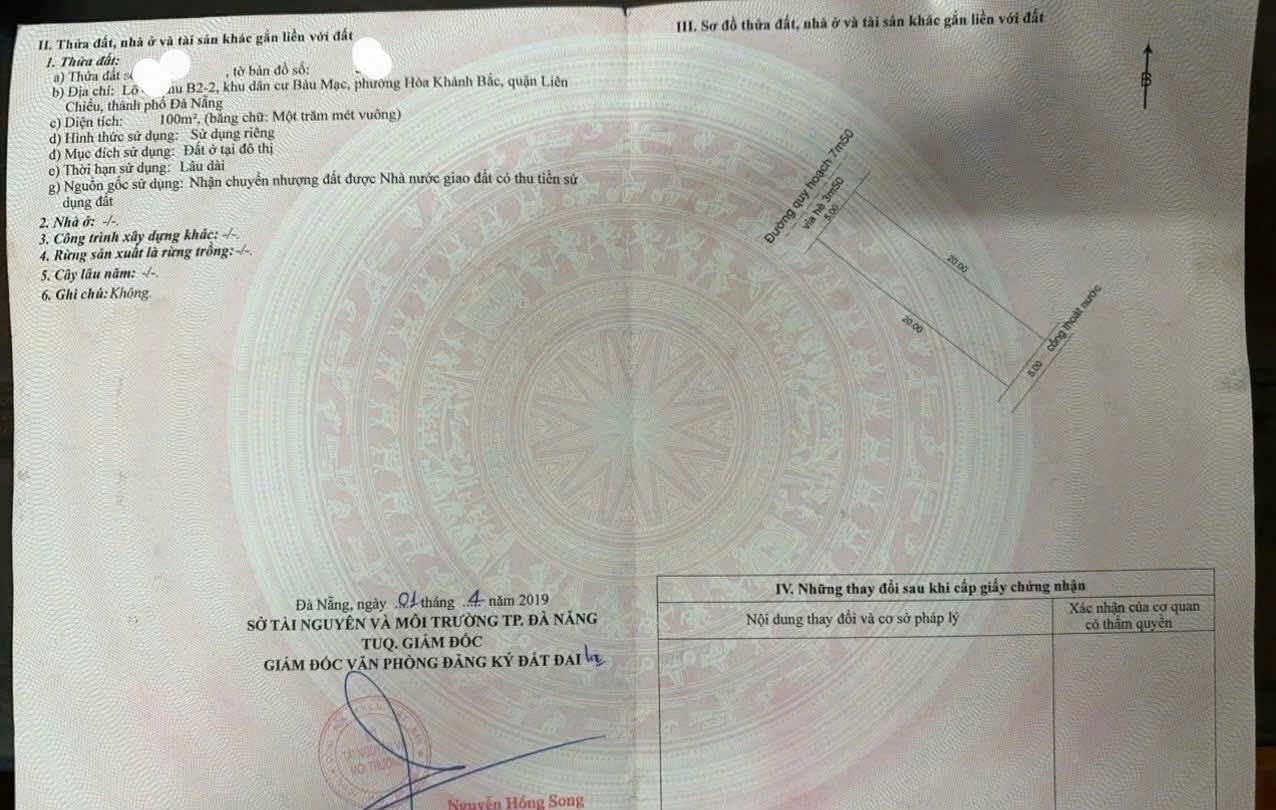 II. Thửa đất, nhà ở và tài sản khác gắn liền với đất
1. Thửa đất:
a) Thửa đất , tờ bản đồ số:
b) Địa chỉ: B2-2, khu dân cư Bàu Mạc, phường Hòa Khánh Bắc, quận Liên
Chiểu, thành phố Đà Nẵng
c) Diện tích: 100m², (bằng chữ: Một trăm mét vuông)
d) Hình thức sử dụng: Sử dụng riêng
đ) Mục đích sử dụng: Đất ở tại đô thị
e) Thời hạn sử dụng: Lâu dài
g) Nguồn gốc sử dụng: Nhận chuyển nhượng đất được Nhà nước giao đất có thu tiền sử
dụng đất
2. Nhà ở: -/-.
3. Công trình xây dựng khác: -/-.
4. Rừng sản xuất là rừng trồng: -/-.
5. Cây lâu năm: -/-.
6. Ghi chú: Không.
Đà Nẵng, ngày 01 tháng 4 năm 2019
SỞ TÀI NGUYÊN VÀ MÔI TRƯỜNG TP. ĐÀ NẴNG
TUQ. GIÁM ĐỐC
GIÁM ĐỐC VĂN PHÒNG ĐĂNG KÝ ĐẤT ĐAI
TÀI NGUYÊN VÀ
MÔI TRƯỜNG
Nguyễn Hồng Song
III. Sơ đồ thửa đất, nhà ở và tài sản khác gắn liền với đất
B
Đường quy hoạch 7m50
vỉa hè 3m50
5.00
20.00
20.00
5.00
cống thoát nước
IV. Những thay đổi sau khi cấp giấy chứng nhận
Nội dung thay đổi và cơ sở pháp lý
Xác nhận của cơ quan
có thẩm quyền